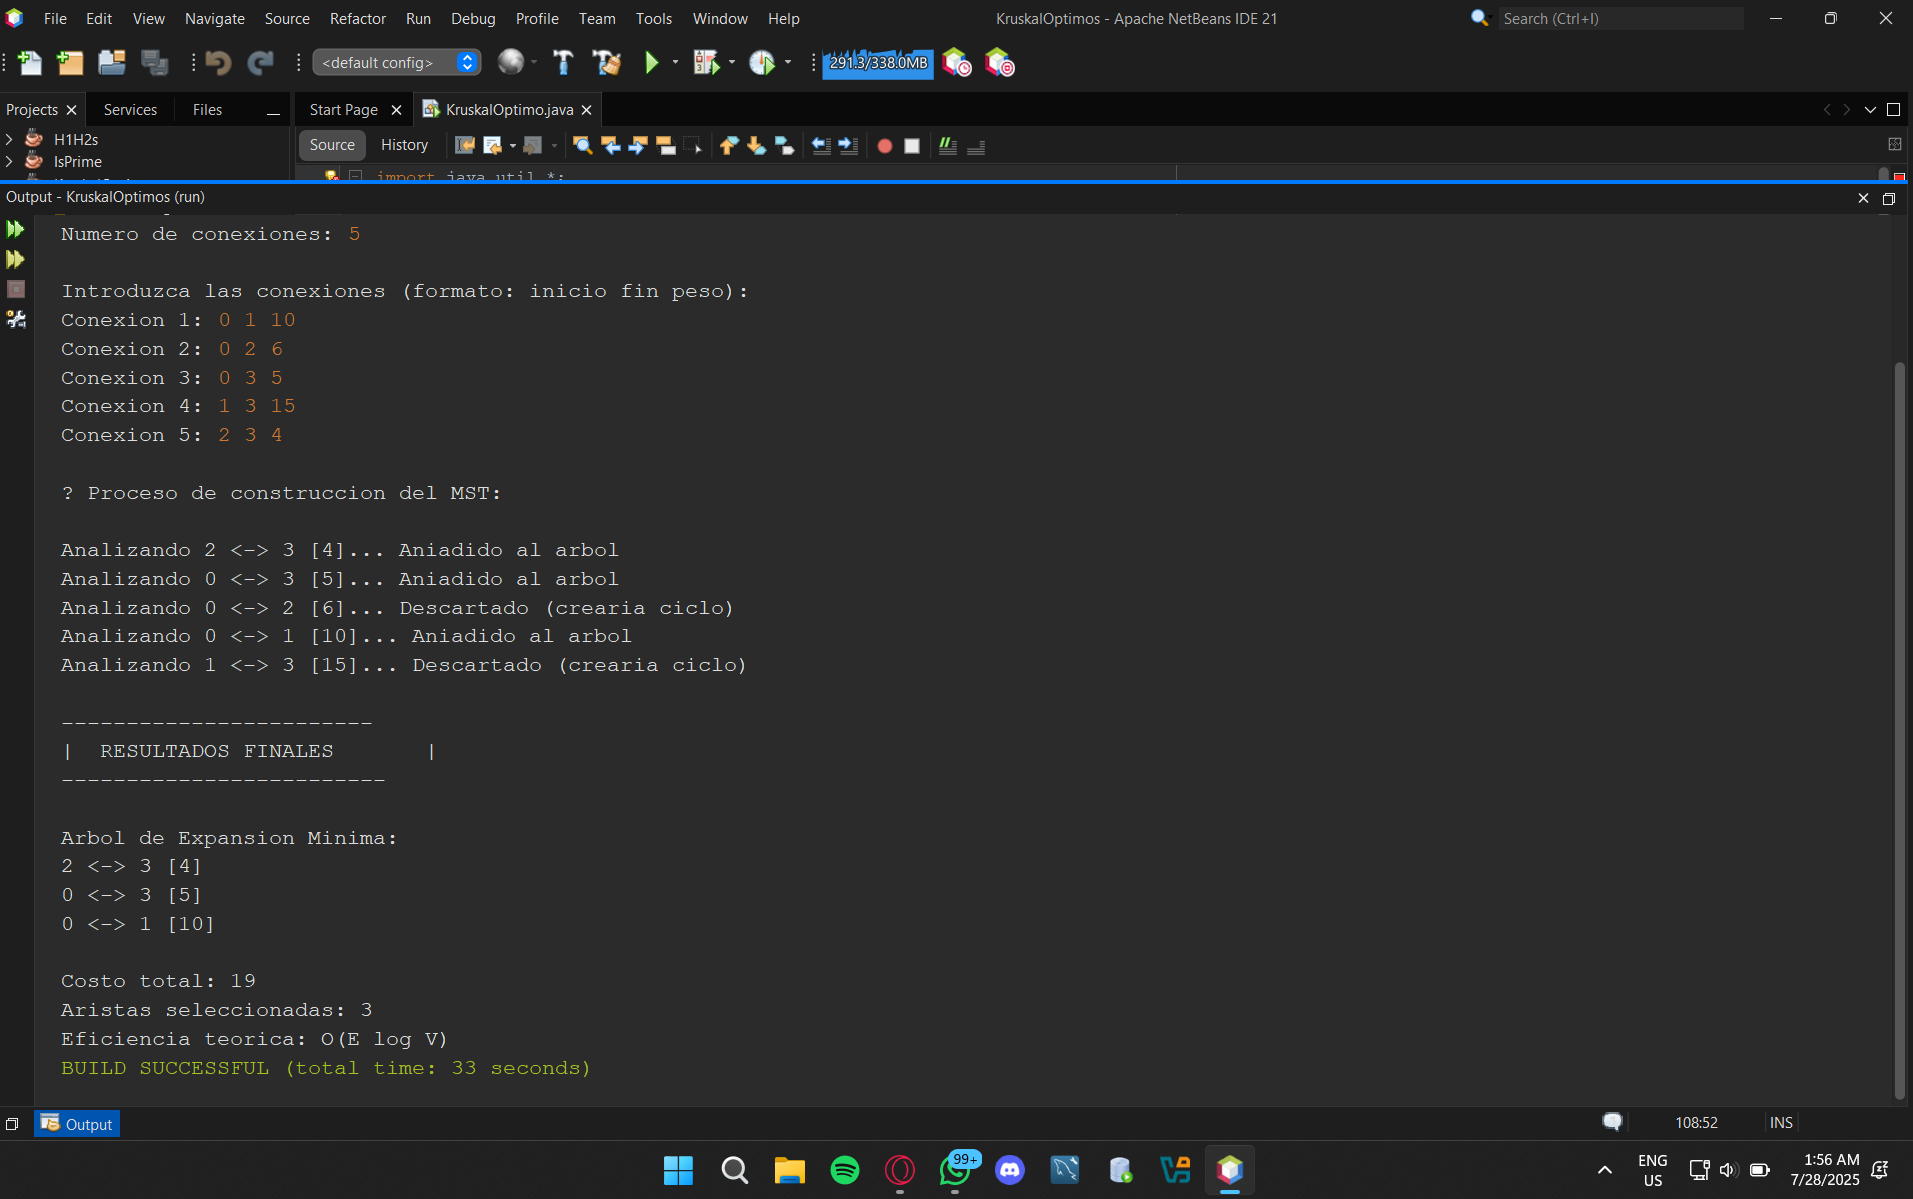 File Edit View Navigate Source Refactor Run Debug Profile Team Tools Window Help KruskalOptimos - Apache NetBeans IDE 21 Search (Ctrl+I)
<default config> 291.3/338.0MB
Projects Services Files Start Page KruskalOptimo.java
H1H2s Source History
IsPrime
import java.util.*;
Output - KruskalOptimos (run)
Numero de conexiones: 5
Introduzca las conexiones (formato: inicio fin peso):
Conexion 1: 0 1 10
Conexion 2: 0 2 6
Conexion 3: 0 3 5
Conexion 4: 1 3 15
Conexion 5: 2 3 4
? Proceso de construccion del MST:
Analizando 2 <-> 3 [4]... Aniadido al arbol
Analizando 0 <-> 3 [5]... Aniadido al arbol
Analizando 0 <-> 2 [6]... Descartado (crearia ciclo)
Analizando 0 <-> 1 [10]... Aniadido al arbol
Analizando 1 <-> 3 [15]... Descartado (crearia ciclo)
------------------------
| RESULTADOS FINALES |
-------------------------
Arbol de Expansion Minima:
2 <-> 3 [4]
0 <-> 3 [5]
0 <-> 1 [10]
Costo total: 19
Aristas seleccionadas: 3
Eficiencia teorica: O(E log V)
BUILD SUCCESSFUL (total time: 33 seconds)
Output 108:52 INS
99+
ENG
US
1:56 AM
7/28/2025